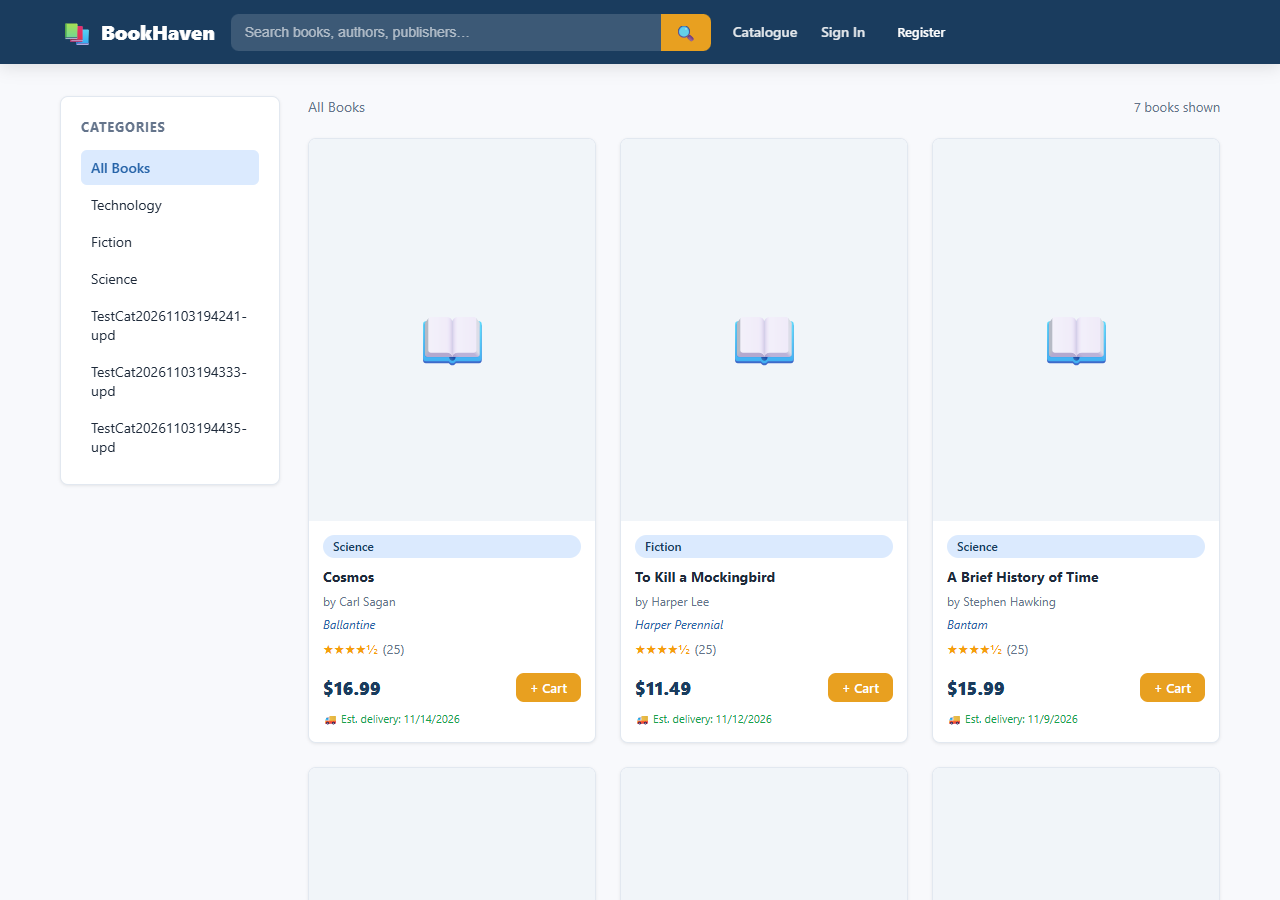 BookHaven
Search books, authors, publishers...
Catalogue
Sign In
Register
CATEGORIES
All Books
Technology
Fiction
Science
TestCat20261103194241-
upd
TestCat20261103194333-
upd
TestCat20261103194435-
upd
All Books
7 books shown
Science
Cosmos
by Carl Sagan
Ballantine
★★★★½ (25)
$16.99
+ Cart
Est. delivery: 11/14/2026
Fiction
To Kill a Mockingbird
by Harper Lee
Harper Perennial
★★★★½ (25)
$11.49
+ Cart
Est. delivery: 11/12/2026
Science
A Brief History of Time
by Stephen Hawking
Bantam
★★★★½ (25)
$15.99
+ Cart
Est. delivery: 11/9/2026